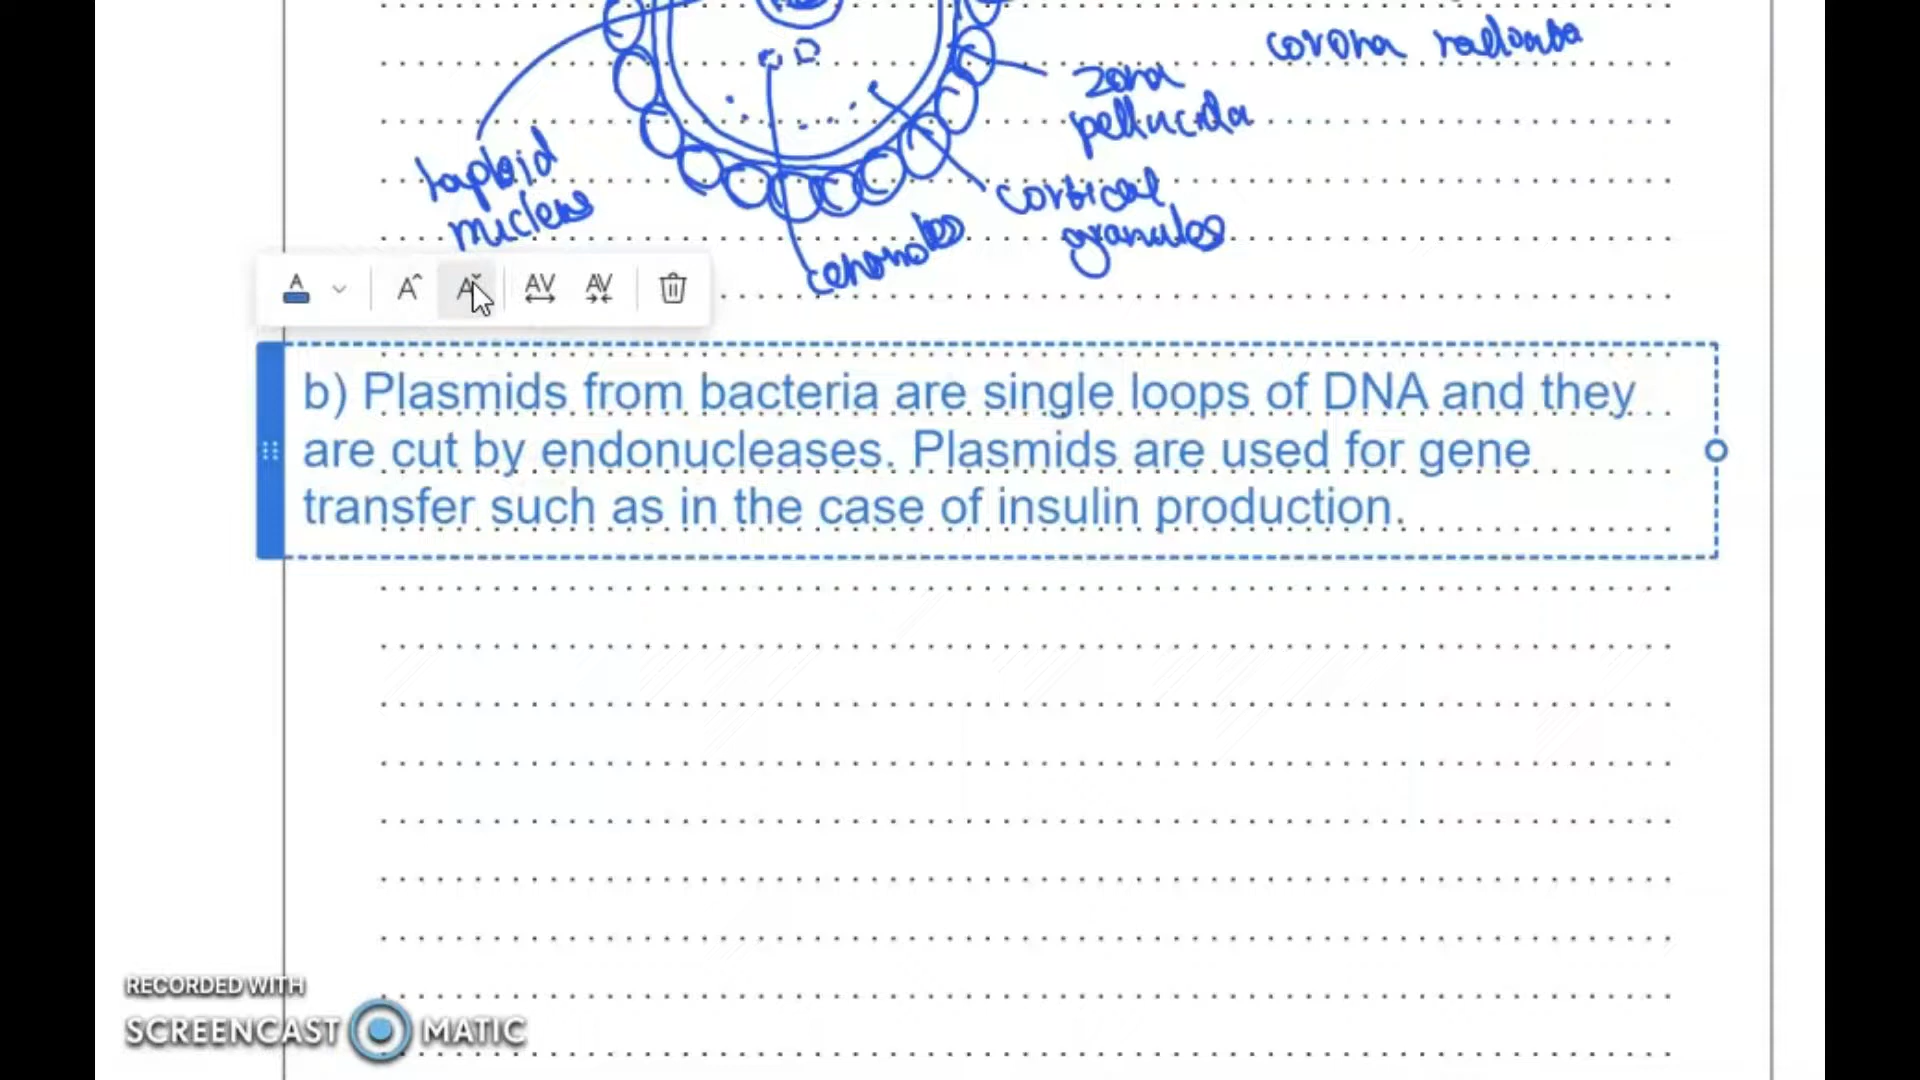 corona radiata
zona
pellucida
haploid
nucleus
cortical
granules
centrioles
b) Plasmids from bacteria are single loops of DNA and they
are cut by endonucleases. Plasmids are used for gene
transfer such as in the case of insulin production.
RECORDED WITH
SCREENCAST MATIC